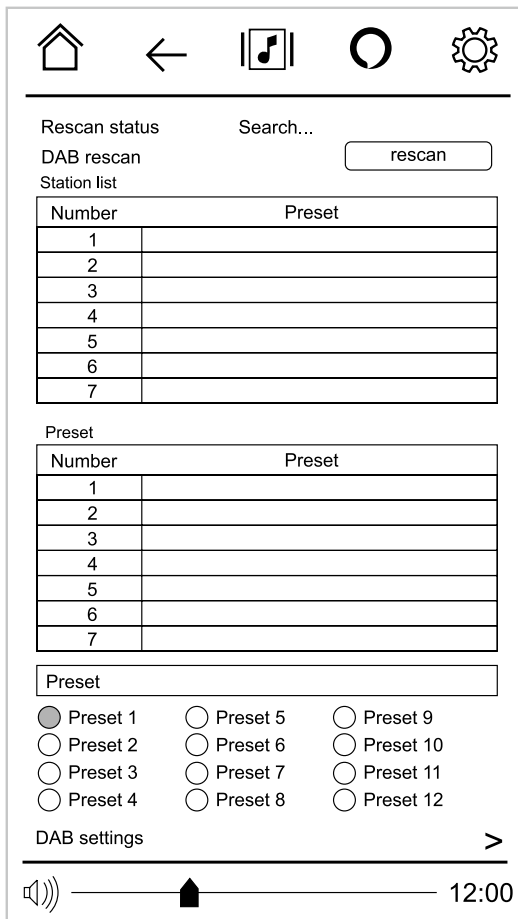 Rescan status Search...
DAB rescan rescan
Station list
Number Preset
1
2
3
4
5
6
7
Preset
Number Preset
1
2
3
4
5
6
7
Preset
Preset 1 Preset 5 Preset 9
Preset 2 Preset 6 Preset 10
Preset 3 Preset 7 Preset 11
Preset 4 Preset 8 Preset 12
DAB settings >
12:00